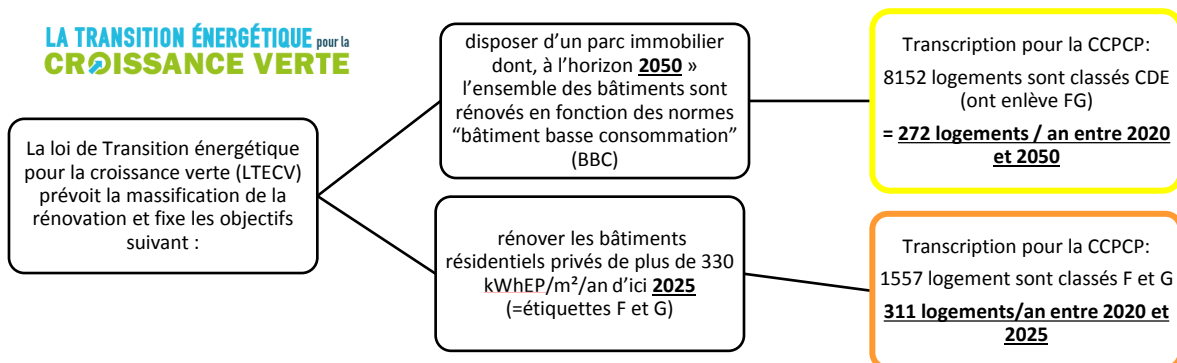 LA TRANSITION ÉNERGÉTIQUE pour la
CROISSANCE VERTE
La loi de Transition énergétique
pour la croissance verte (LTECV)
prévoit la massification de la
rénovation et fixe les objectifs
suivant :
disposer d’un parc immobilier
dont, à l’horizon 2050 »
l’ensemble des bâtiments sont
rénovés en fonction des normes
“bâtiment basse consommation”
(BBC)
Transcription pour la CCPCP:
8152 logements sont classés CDE
(ont enlève FG)
= 272 logements / an entre 2020
et 2050
rénover les bâtiments
résidentiels privés de plus de 330
kWhEP/m²/an d’ici 2025
(=étiquettes F et G)
Transcription pour la CCPCP:
1557 logement sont classés F et G
311 logements/an entre 2020 et
2025